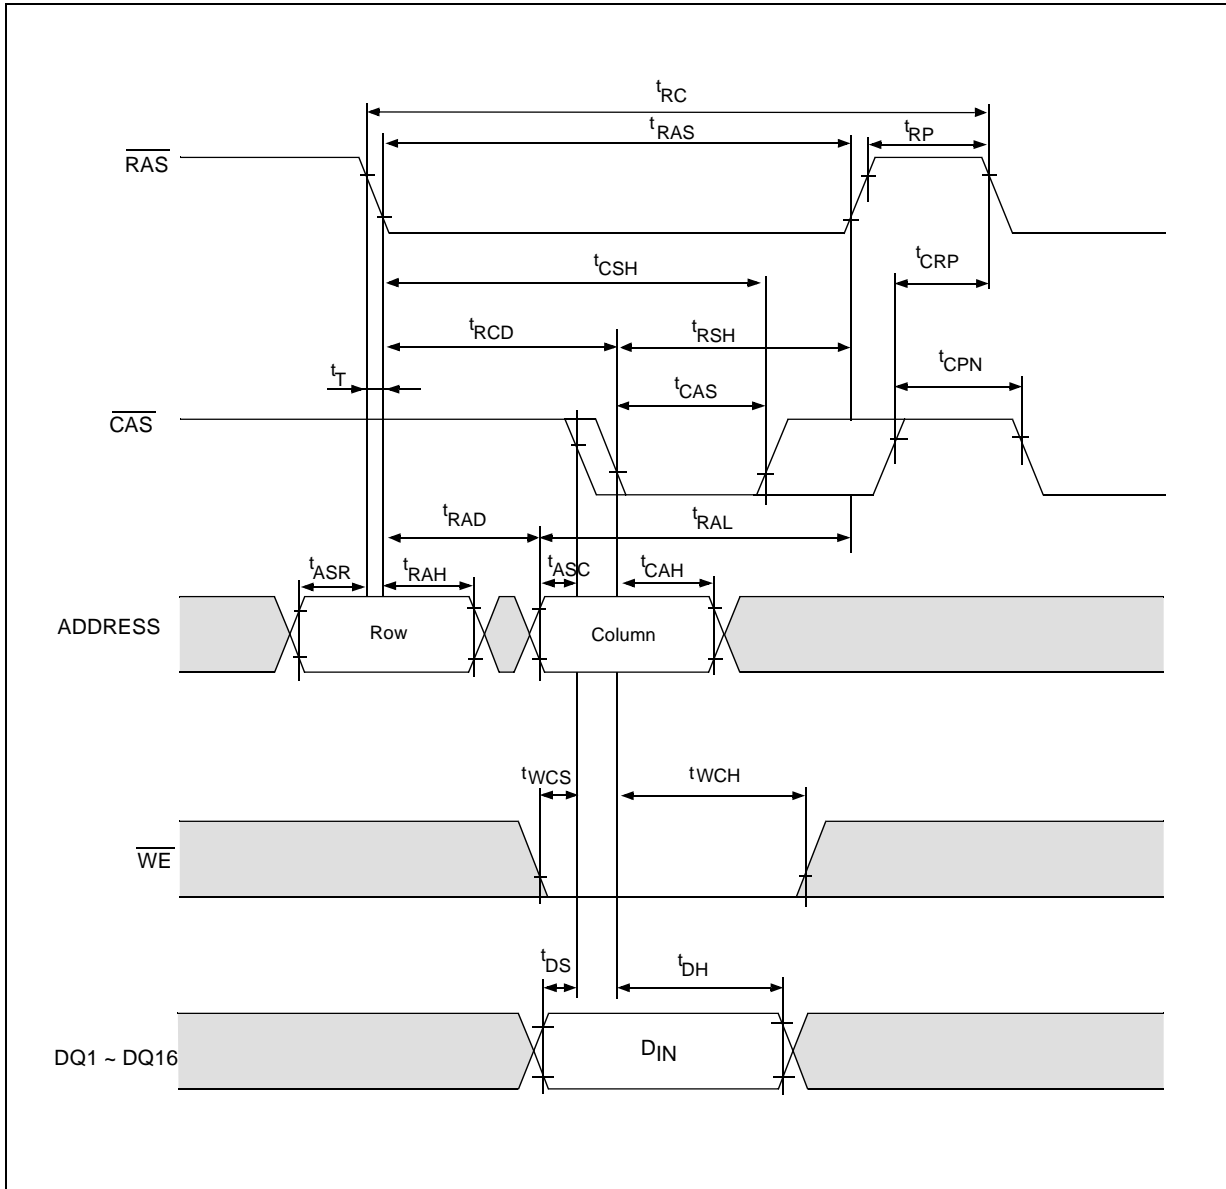 tRC
tRAS
tRP
RAS
tCSH
tCRP
tRCD
tRSH
tCPN
tT
tCAS
CAS
tRAD
tRAL
tASR
tRAH
tASC
tCAH
ADDRESS
Row
Column
tWCS
tWCH
WE
tDS
tDH
DQ1 ~ DQ16
DIN